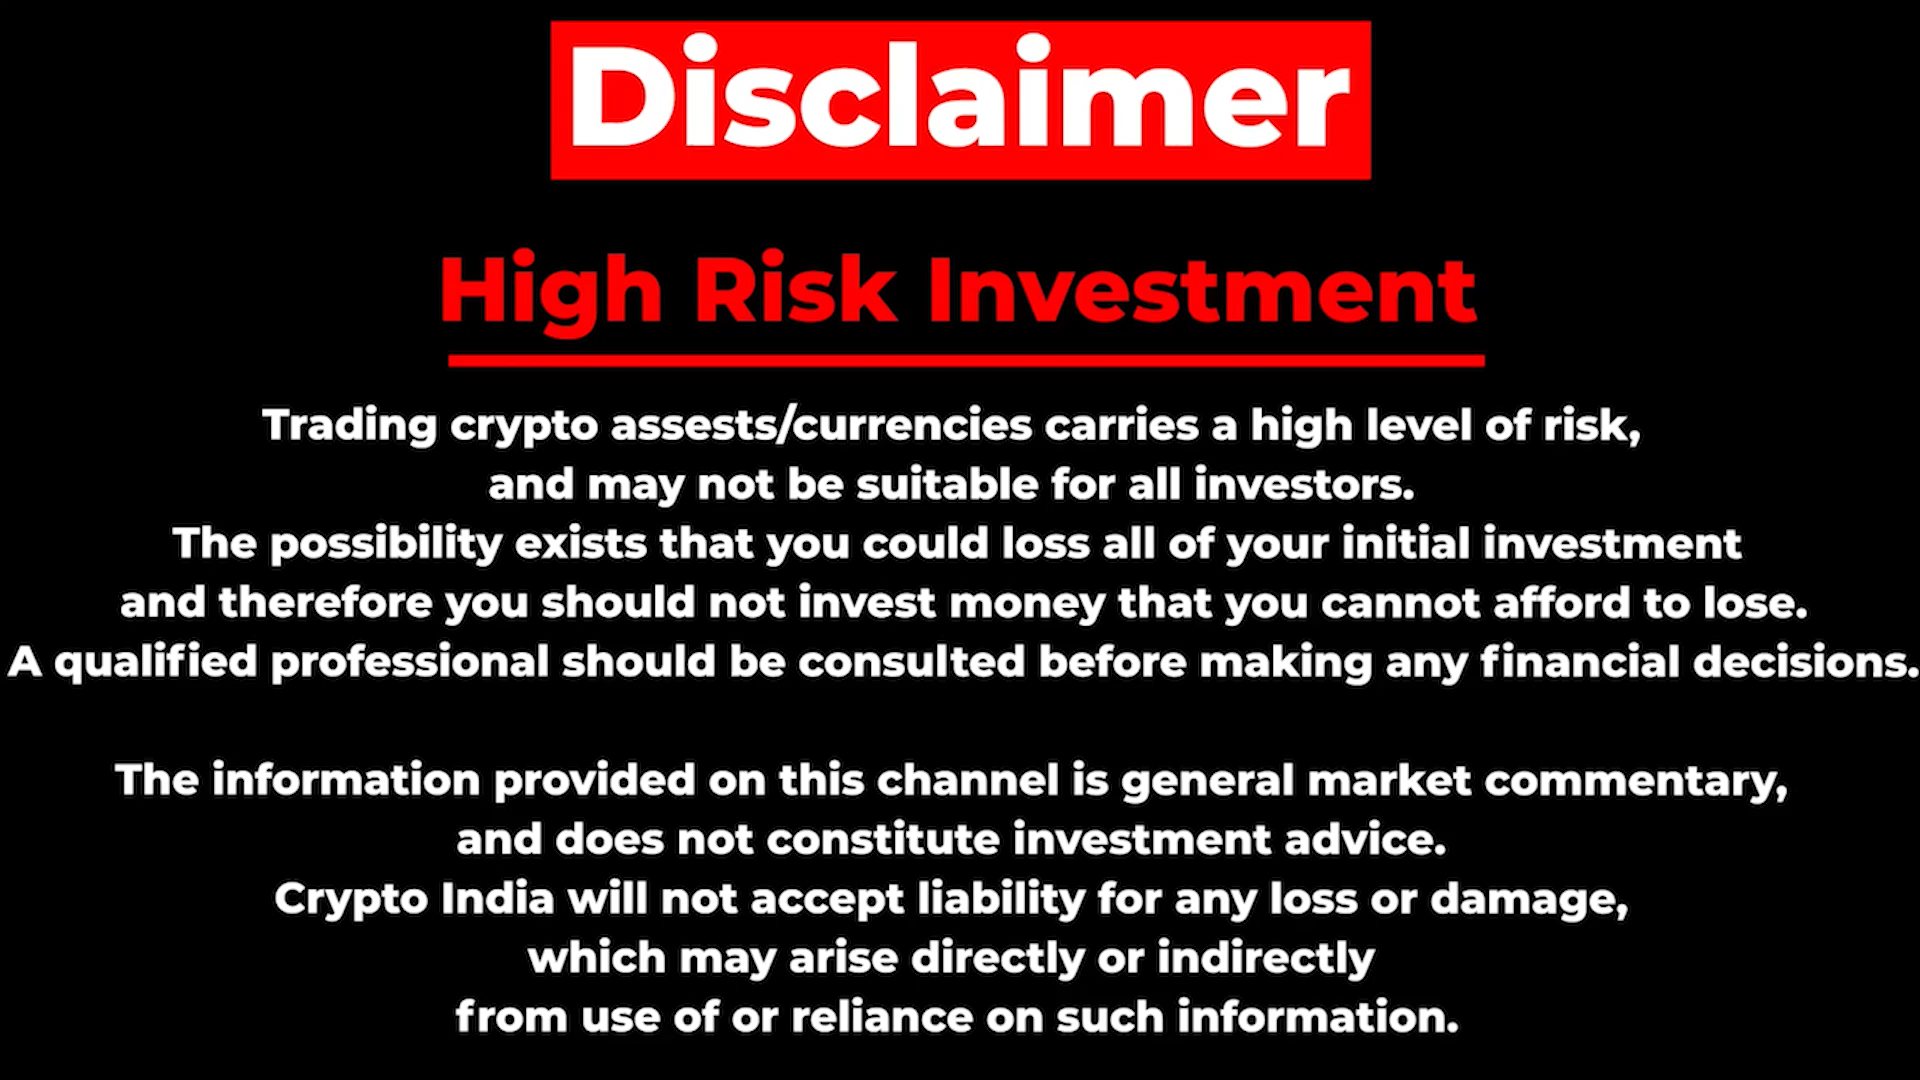 Disclaimer
High Risk Investment
Trading crypto assests/currencies carries a high level of risk,
and may not be suitable for all investors.
The possibility exists that you could loss all of your initial investment
and therefore you should not invest money that you cannot afford to lose.
A qualified professional should be consulted before making any financial decisions.
The information provided on this channel is general market commentary,
and does not constitute investment advice.
Crypto India will not accept liability for any loss or damage,
which may arise directly or indirectly
from use of or reliance on such information.